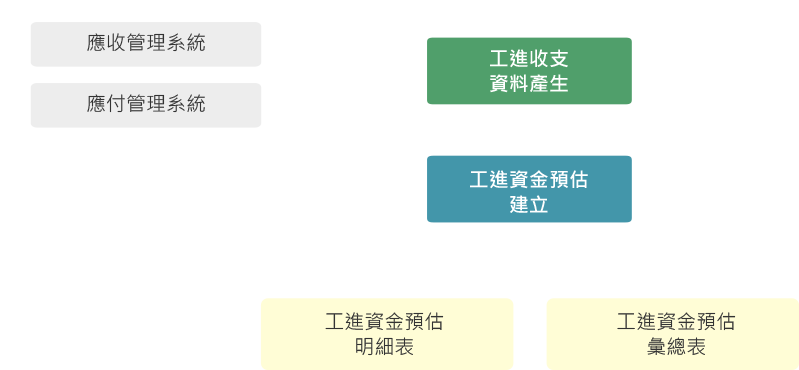 應收管理系統
應付管理系統
工進收支
資料產生
工進資金預估
建立
工進資金預估
明細表
工進資金預估
彙總表